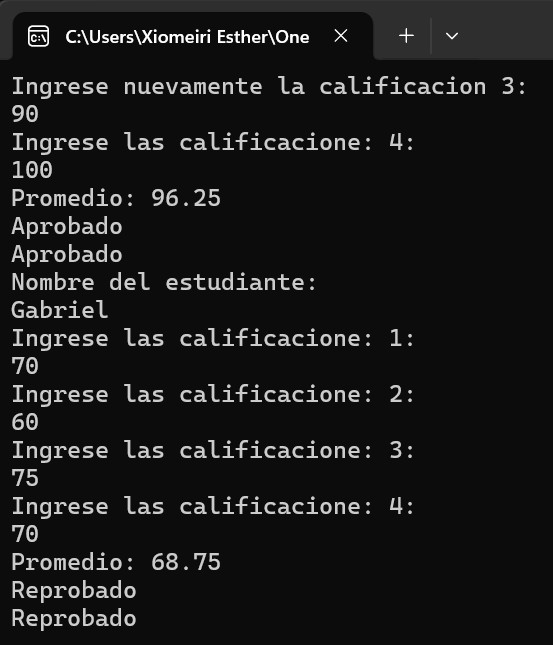 C:\Users\Xiomeiri Esther\One
Ingrese nuevamente la calificacion 3:
90
Ingrese las calificacione: 4:
100
Promedio: 96.25
Aprobado
Aprobado
Nombre del estudiante:
Gabriel
Ingrese las calificacione: 1:
70
Ingrese las calificacione: 2:
60
Ingrese las calificacione: 3:
75
Ingrese las calificacione: 4:
70
Promedio: 68.75
Reprobado
Reprobado